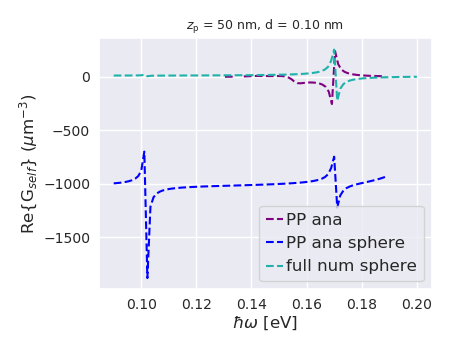 z_p = 50 nm, d = 0.10 nm
Re{G_self} (μm⁻³)
0
−500
−1000
−1500
PP ana
PP ana sphere
full num sphere
0.10 0.12 0.14 0.16 0.18 0.20
ℏω [eV]